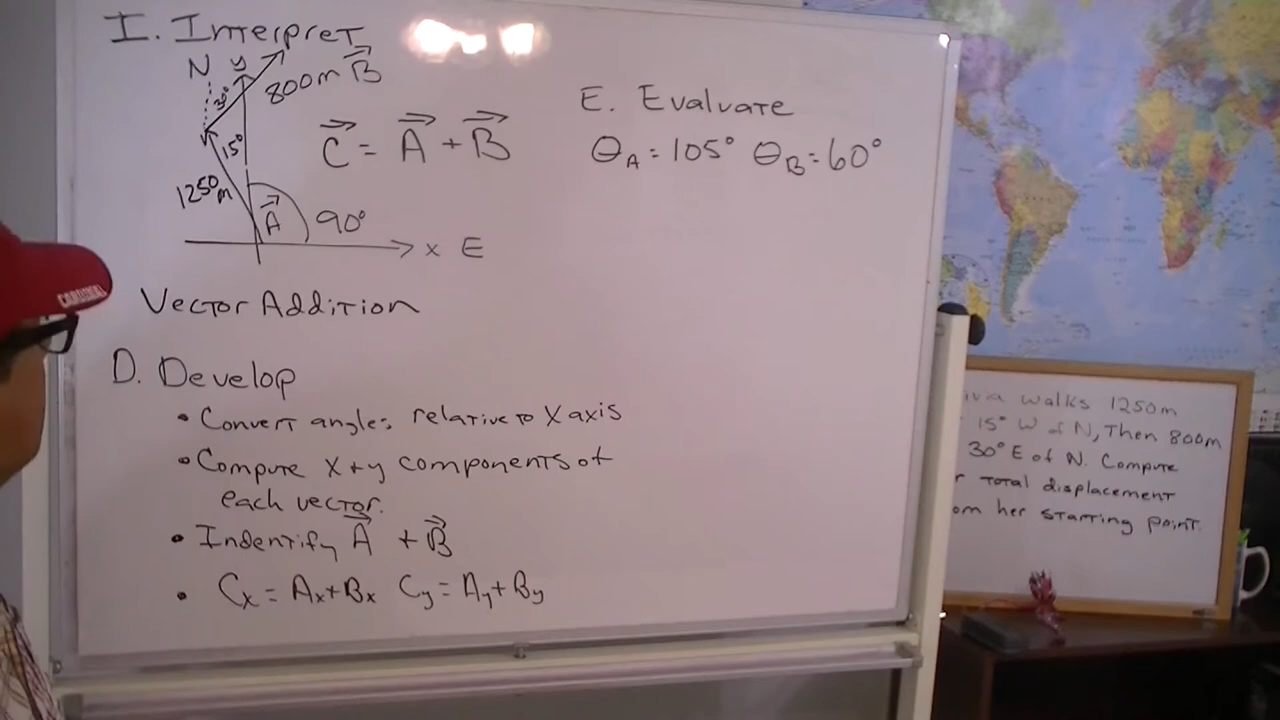 I. Interpret
N y
30°
800m B
15°
C = A + B
1250m
A
90°
x E
Vector Addition
D. Develop
• Convert angles relative to X axis
• Compute x + y components of
each vector.
• Indentify A + B
• Cx = Ax+Bx Cy = Ay+By
E. Evaluate
θA = 105° θB = 60°
walks 1250m
15° W of N, Then 800m
30° E of N. Compute
Total displacement
her starting point.
CARDINAL